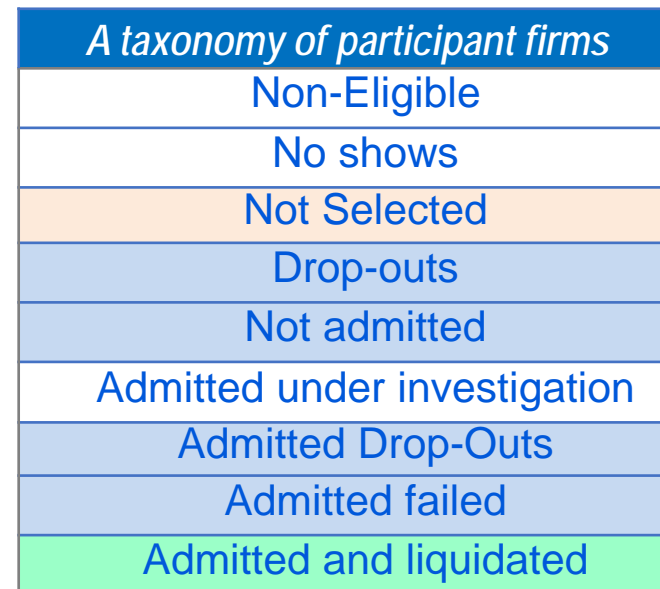 A taxonomy of participant firms
Non-Eligible
No shows
Not Selected
Drop-outs
Not admitted
Admitted under investigation
Admitted Drop-Outs
Admitted failed
Admitted and liquidated